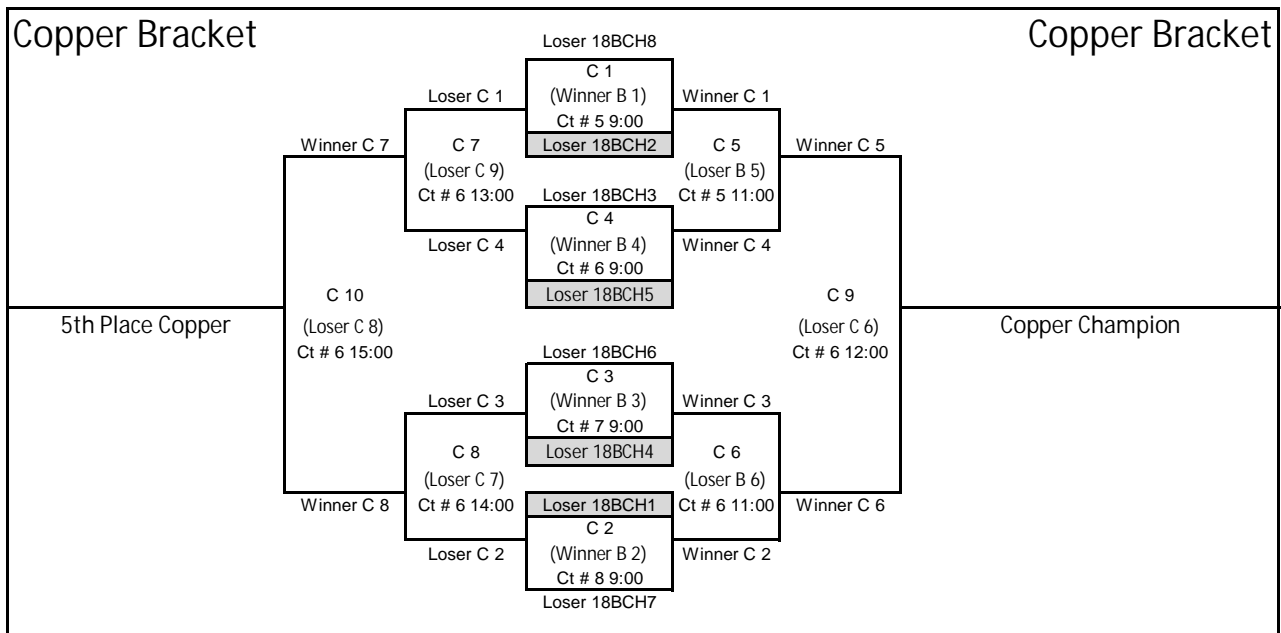 Copper Bracket
Copper Bracket
Loser 18BCH8
C 1
(Winner B 1)
Ct # 5 9:00
Loser 18BCH2
Loser C 1
Winner C 1
Winner C 7
C 7
(Loser C 9)
Ct # 6 13:00
C 5
(Loser B 5)
Ct # 5 11:00
Winner C 5
Loser 18BCH3
C 4
(Winner B 4)
Ct # 6 9:00
Loser 18BCH5
Loser C 4
Winner C 4
C 10
(Loser C 8)
Ct # 6 15:00
5th Place Copper
C 9
(Loser C 6)
Ct # 6 12:00
Copper Champion
Loser 18BCH6
C 3
(Winner B 3)
Ct # 7 9:00
Loser 18BCH4
Loser C 3
Winner C 3
C 8
(Loser C 7)
Ct # 6 14:00
C 6
(Loser B 6)
Ct # 6 11:00
Winner C 8
Winner C 6
Loser 18BCH1
C 2
(Winner B 2)
Ct # 8 9:00
Loser 18BCH7
Loser C 2
Winner C 2